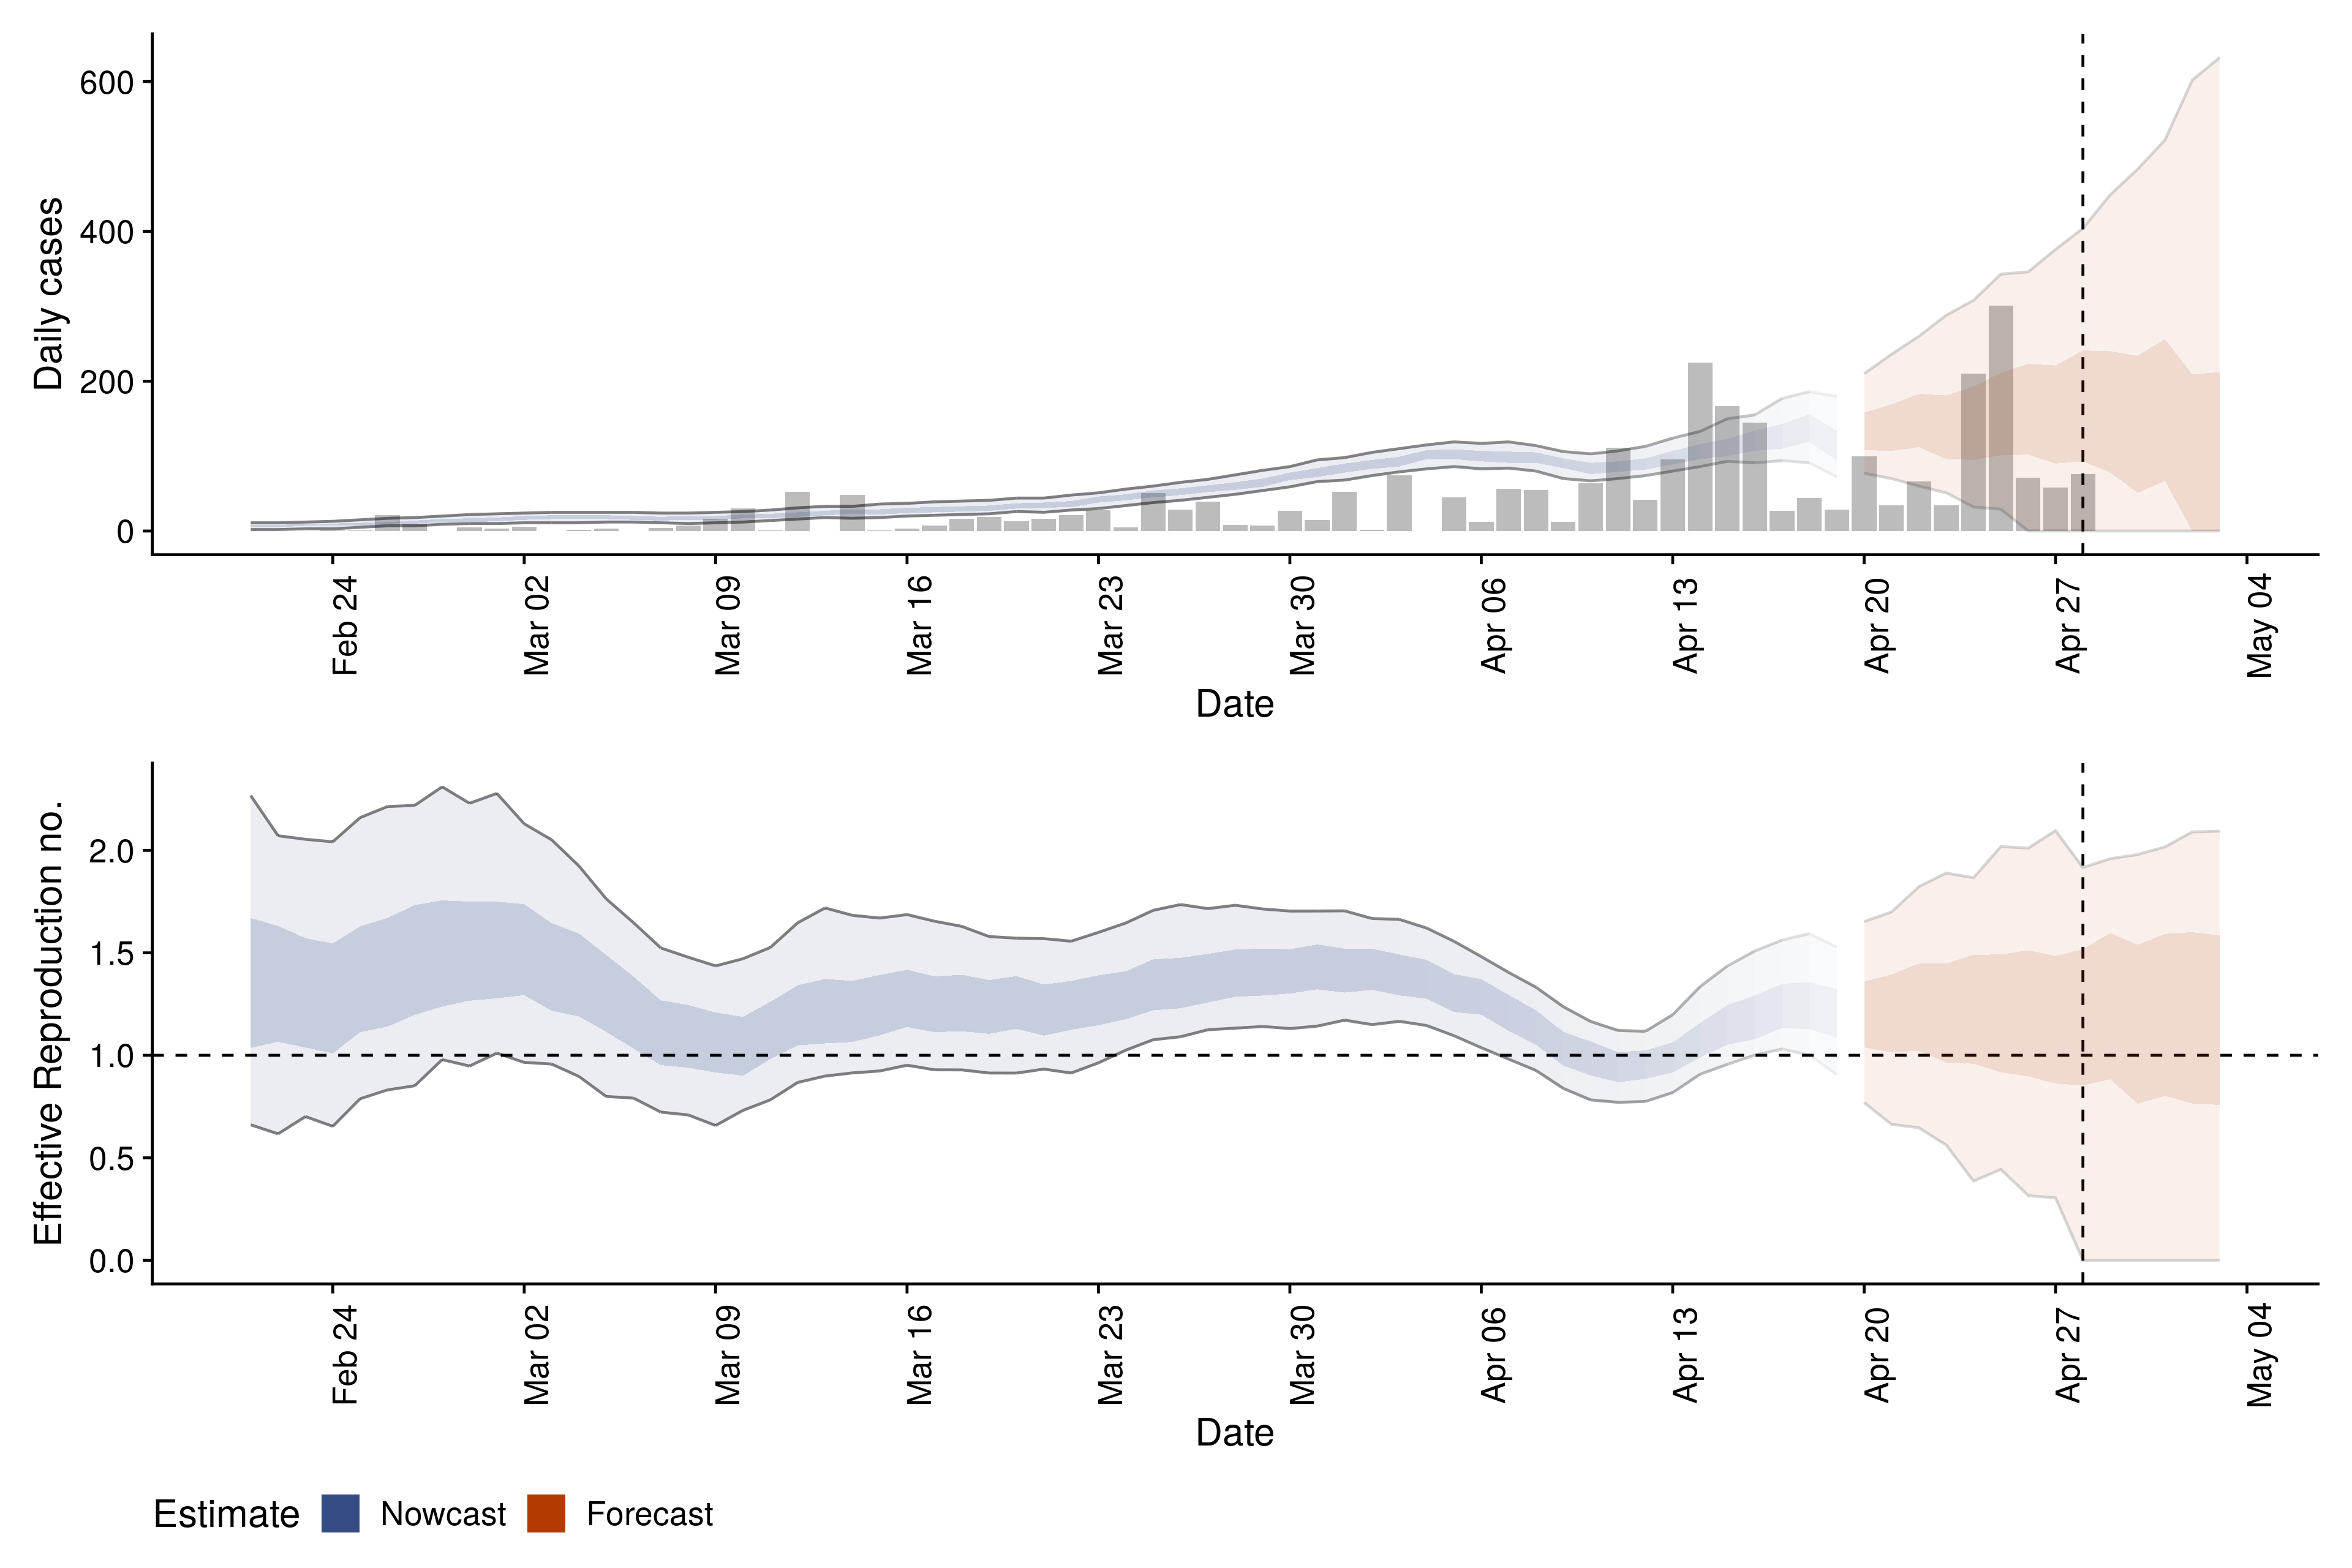 Daily cases
600
400
200
0
Feb 24 Mar 02 Mar 09 Mar 16 Mar 23 Mar 30 Apr 06 Apr 13 Apr 20 Apr 27 May 04
Date
Effective Reproduction no.
2.0
1.5
1.0
0.5
0.0
Feb 24 Mar 02 Mar 09 Mar 16 Mar 23 Mar 30 Apr 06 Apr 13 Apr 20 Apr 27 May 04
Date
Estimate Nowcast Forecast